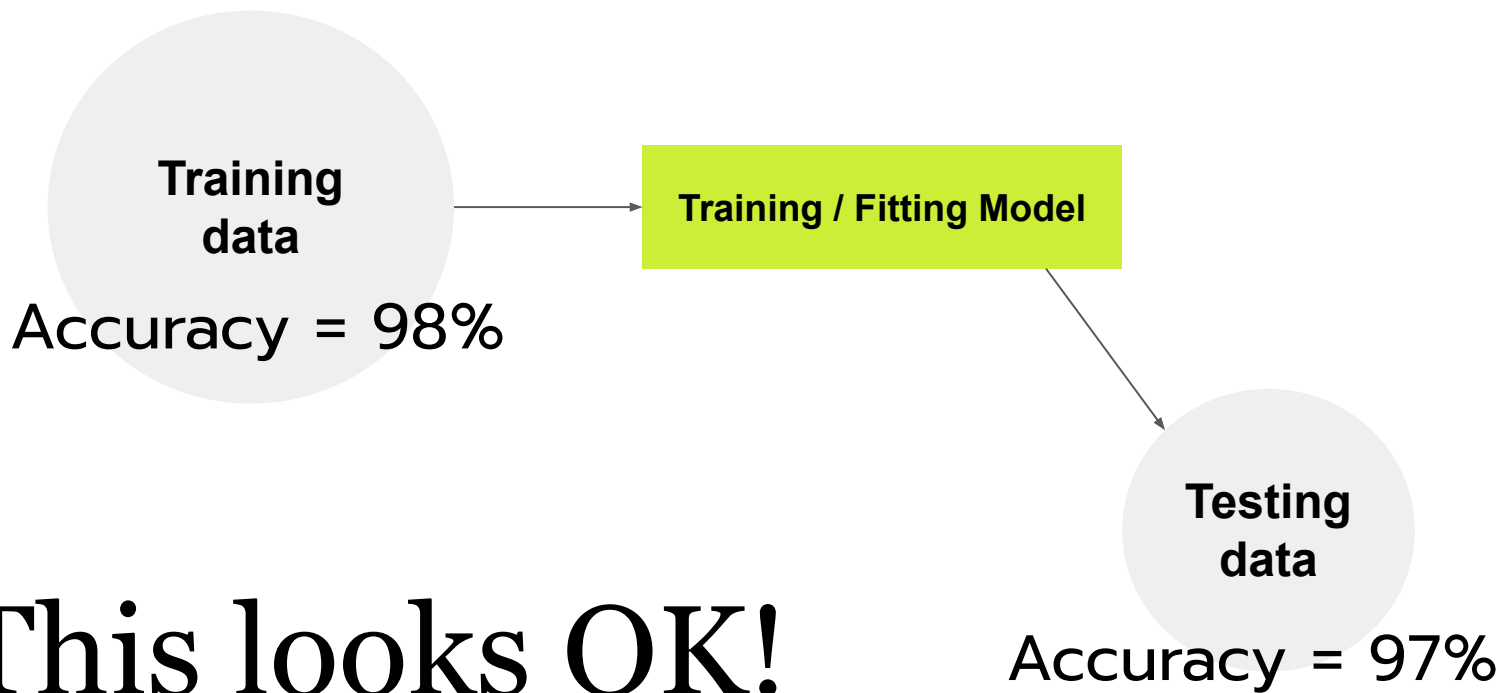 Training
data
Accuracy = 98%
Training / Fitting Model
Testing
data
Accuracy = 97%
This looks OK!